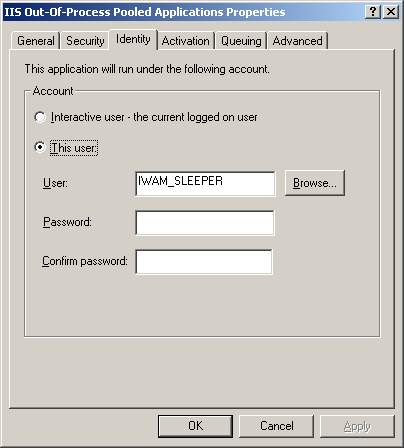 IIS Out-Of-Process Pooled Applications Properties
General Security Identity Activation Queuing Advanced
This application will run under the following account.
Account
Interactive user - the current logged on user
This user:
User: IWAM_SLEEPER Browse...
Password:
Confirm password:
OK Cancel Apply